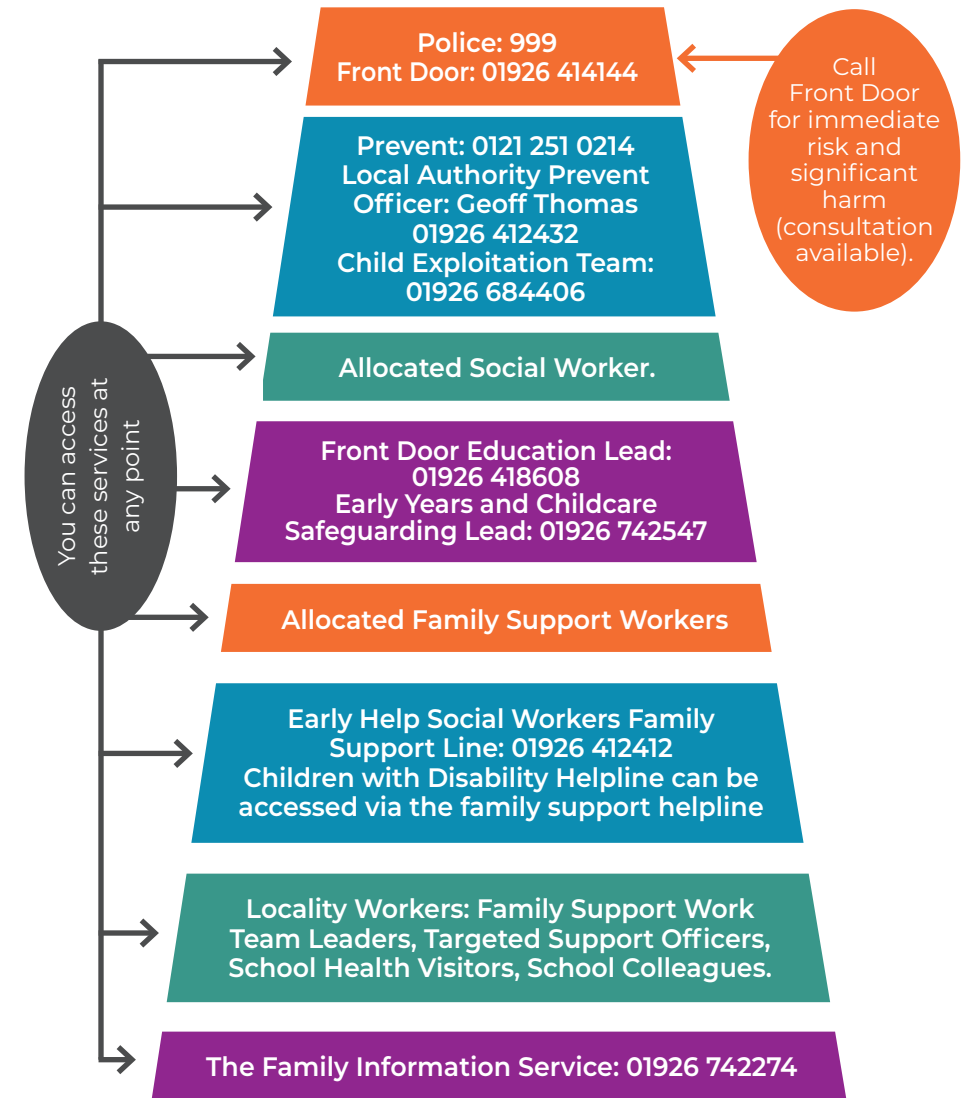 Police: 999
Front Door: 01926 414144
Call
Front Door
for immediate
risk and
significant
harm
(consultation
available).
Prevent: 0121 251 0214
Local Authority Prevent
Officer: Geoff Thomas
01926 412432
Child Exploitation Team:
01926 684406
You can access
these services at
any point
Allocated Social Worker.
Front Door Education Lead:
01926 418608
Early Years and Childcare
Safeguarding Lead: 01926 742547
Allocated Family Support Workers
Early Help Social Workers Family
Support Line: 01926 412412
Children with Disability Helpline can be
accessed via the family support helpline
Locality Workers: Family Support Work
Team Leaders, Targeted Support Officers,
School Health Visitors, School Colleagues.
The Family Information Service: 01926 742274